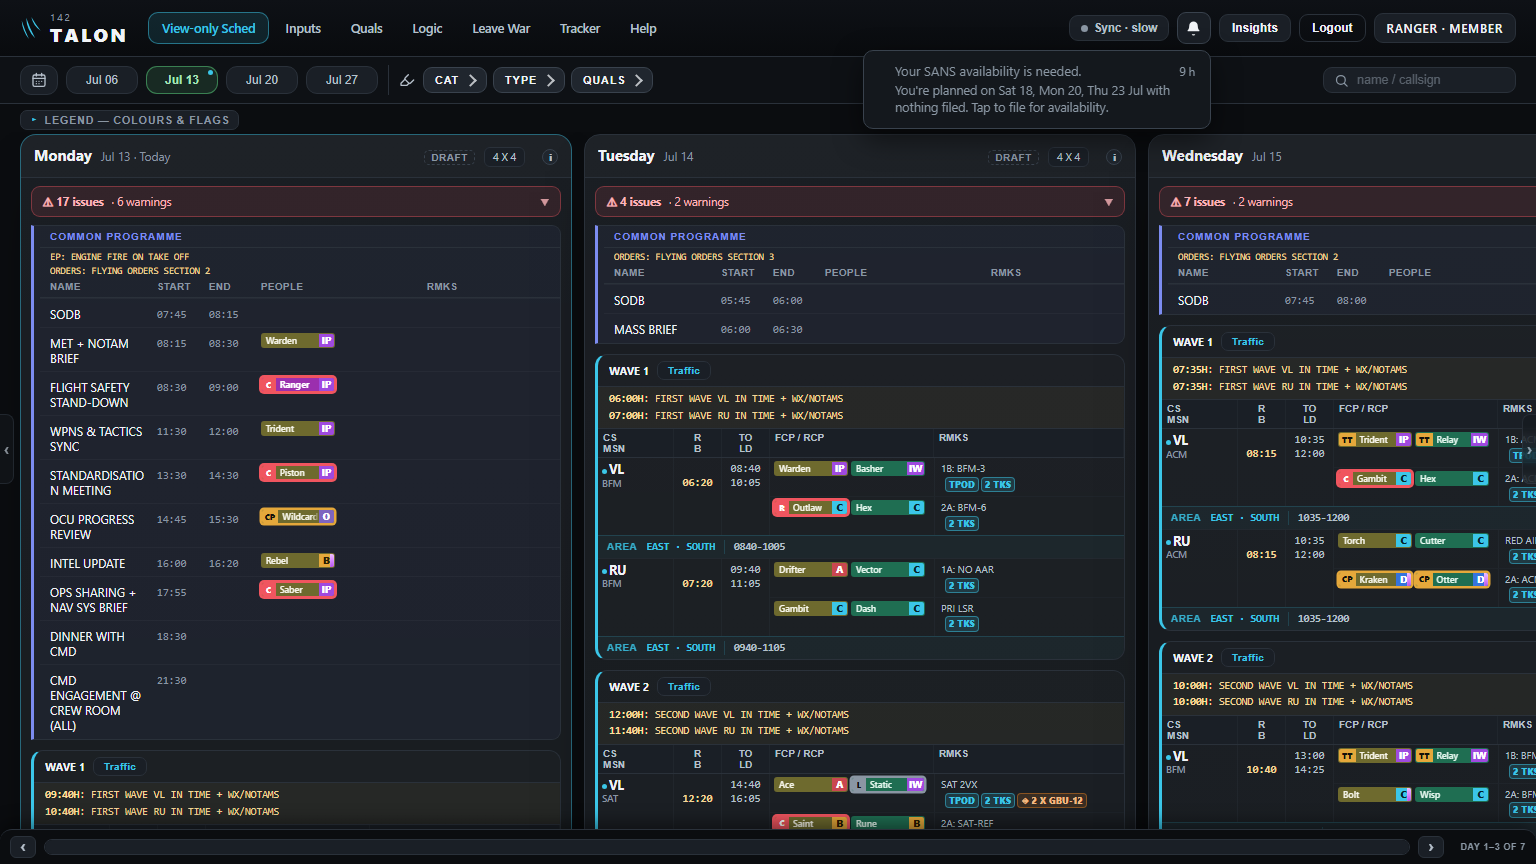 142
TALON
View-only Sched
Inputs
Quals
Logic
Leave War
Tracker
Help
Sync · slow
Insights
Logout
RANGER · MEMBER
Jul 06
Jul 13
Jul 20
Jul 27
CAT
TYPE
QUALS
name / callsign
Your SANS availability is needed. 9 h
You're planned on Sat 18, Mon 20, Thu 23 Jul with
nothing filed. Tap to file for availability.
LEGEND — COLOURS & FLAGS
Monday Jul 13 · Today DRAFT 4 X 4 i
17 issues · 6 warnings
COMMON PROGRAMME
EP: ENGINE FIRE ON TAKE OFF
ORDERS: FLYING ORDERS SECTION 2
NAME START END PEOPLE RMKS
SODB 07:45 08:15
MET + NOTAM 08:15 08:30 Warden IP
BRIEF
FLIGHT SAFETY 08:30 09:00 C Ranger IP
STAND-DOWN
WPNS & TACTICS 11:30 12:00 Trident IP
SYNC
STANDARDISATIO 13:30 14:30 C Piston IP
N MEETING
OCU PROGRESS 14:45 15:30 CP Wildcard O
REVIEW
INTEL UPDATE 16:00 16:20 Rebel B
OPS SHARING + 17:55 C Saber IP
NAV SYS BRIEF
DINNER WITH 18:30
CMD
CMD 21:30
ENGAGEMENT @
CREW ROOM
(ALL)
WAVE 1 Traffic
09:40H: FIRST WAVE VL IN TIME + WX/NOTAMS
10:40H: FIRST WAVE RU IN TIME + WX/NOTAMS
Tuesday Jul 14 DRAFT 4 X 4 i
4 issues · 2 warnings
COMMON PROGRAMME
ORDERS: FLYING ORDERS SECTION 3
NAME START END PEOPLE RMKS
SODB 05:45 06:00
MASS BRIEF 06:00 06:30
WAVE 1 Traffic
06:00H: FIRST WAVE VL IN TIME + WX/NOTAMS
07:00H: FIRST WAVE RU IN TIME + WX/NOTAMS
CS R TO FCP / RCP RMKS
MSN B LD
VL 08:40 Warden IP Basher IW 1B: BFM-3
BFM 06:20 10:05 TPOD 2 TKS
R Outlaw C Hex C 2A: BFM-6
2 TKS
AREA EAST · SOUTH 0840-1005
RU 09:40 Drifter A Vector C 1A: NO AAR
BFM 07:20 11:05 2 TKS
Gambit C Dash C PRI LSR
2 TKS
AREA EAST · SOUTH 0940-1105
WAVE 2 Traffic
12:00H: SECOND WAVE VL IN TIME + WX/NOTAMS
11:40H: SECOND WAVE RU IN TIME + WX/NOTAMS
CS R TO FCP / RCP RMKS
MSN B LD
VL 14:40 Ace A L Static IW SAT 2VX
SAT 12:20 16:05 TPOD 2 TKS 2 X GBU-12
C Saint B Rune B 2A: SAT-REF
Wednesday Jul 15
7 issues · 2 warnings
COMMON PROGRAMME
ORDERS: FLYING ORDERS SECTION 2
NAME START END PEOPLE
SODB 07:45 08:00
WAVE 1 Traffic
07:35H: FIRST WAVE VL IN TIME + WX/NOTAMS
07:35H: FIRST WAVE RU IN TIME + WX/NOTAMS
CS R TO FCP / RCP RMKS
MSN B LD
VL 10:35 TT Trident IP TT Relay IW 1B:
ACM 08:15 12:00
C Gambit C Hex C 2A:
2 TKS
AREA EAST · SOUTH 1035-1200
RU 10:35 Torch C Cutter C RED AI
ACM 08:15 12:00 2 TKS
CP Kraken D CP Otter D 2A: AC
2 TKS
AREA EAST · SOUTH 1035-1200
WAVE 2 Traffic
10:00H: SECOND WAVE VL IN TIME + WX/NOTAMS
10:00H: SECOND WAVE RU IN TIME + WX/NOTAMS
CS R TO FCP / RCP RMKS
MSN B LD
VL 13:00 TT Trident IP TT Relay IW 1B: BFM
BFM 10:40 14:25 2 TKS
Bolt C Wisp C 2A: BFM
2 TKS
DAY 1–3 OF 7